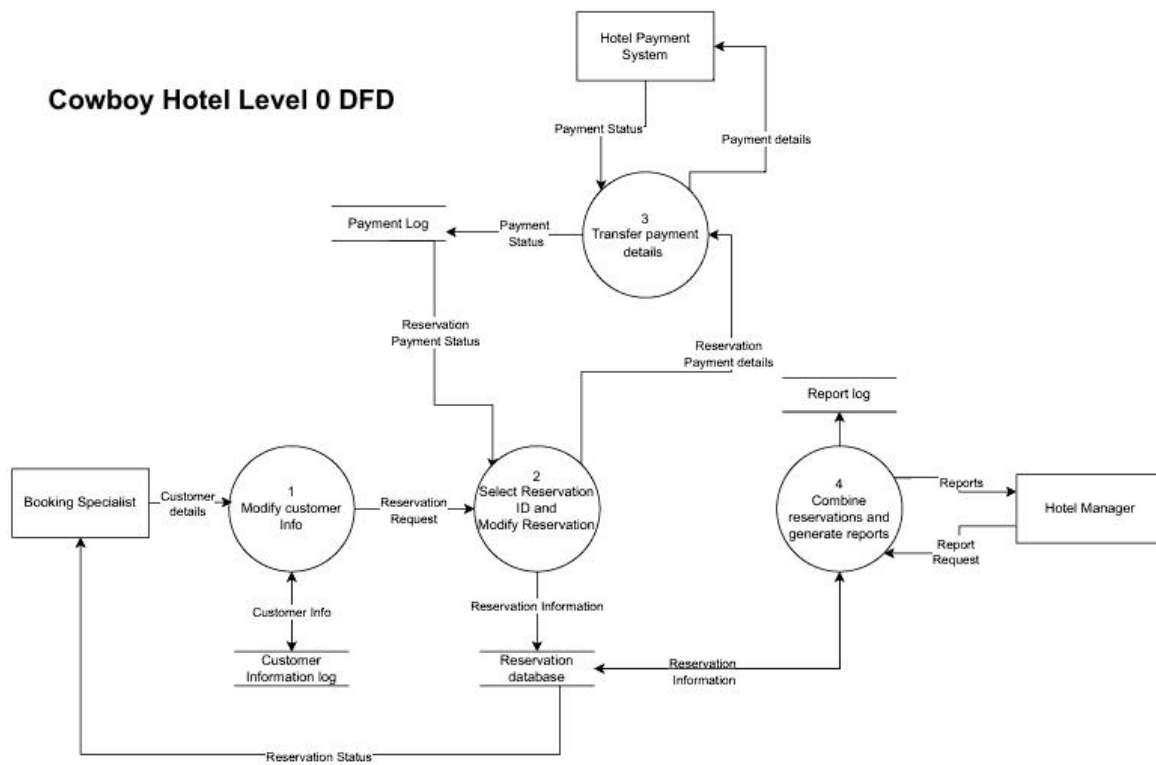 Hotel Payment
System
Cowboy Hotel Level 0 DFD
Payment Status
Payment details
Payment Log
Payment
Status
3
Transfer payment
details
Reservation
Payment Status
Reservation
Payment details
Report log
Booking Specialist
Customer
details
1
Modify customer
Info
Reservation
Request
2
Select Reservation
ID and
Modify Reservation
4
Combine
reservations and
generate reports
Reports
Report
Request
Hotel Manager
Customer Info
Reservation Information
Customer
Information log
Reservation
database
Reservation
Information
Reservation Status